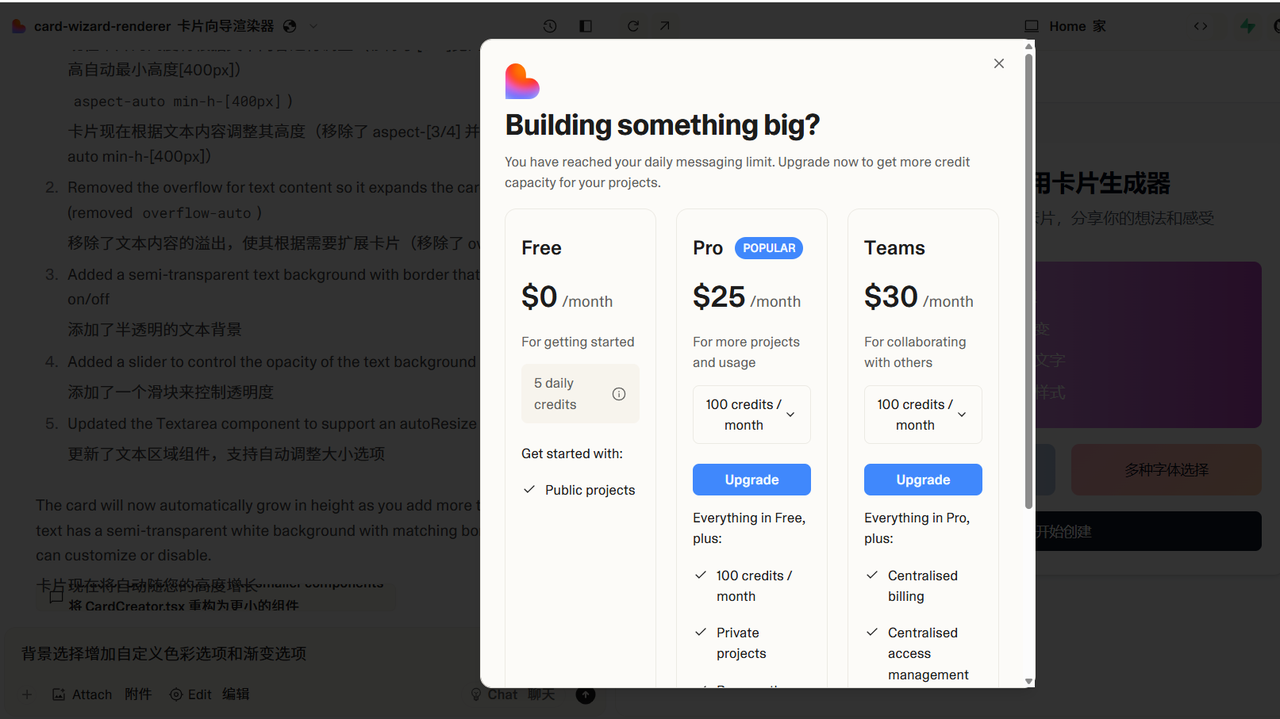 card-wizard-renderer 卡片向导渲染器
Home 家
高自动最小高度[400px])
aspect-auto min-h-[400px] )
卡片现在根据文本内容调整其高度（移除了 aspect-[3/4] 并
auto min-h-[400px])
2. Removed the overflow for text content so it expands the car
(removed overflow-auto )
移除了文本内容的溢出，使其根据需要扩展卡片（移除了 ov
3. Added a semi-transparent text background with border that
on/off
添加了半透明的文本背景
4. Added a slider to control the opacity of the text background
添加了一个滑块来控制透明度
5. Updated the Textarea component to support an autoResize
更新了文本区域组件，支持自动调整大小选项
The card will now automatically grow in height as you add more t
text has a semi-transparent white background with matching bo
can customize or disable.
卡片现在将自动随您的高度增长
smaller components
将 CardCreator.tsx 重构为更小的组件
背景选择增加自定义色彩选项和渐变选项
Attach 附件 Edit 编辑
Chat 聊天
Building something big?
You have reached your daily messaging limit. Upgrade now to get more credit
capacity for your projects.
Free
$0 /month
For getting started
5 daily
credits
Get started with:
Public projects
Pro POPULAR
$25 /month
For more projects
and usage
100 credits /
month
Upgrade
Everything in Free,
plus:
100 credits /
month
Private
projects
Teams
$30 /month
For collaborating
with others
100 credits /
month
Upgrade
Everything in Pro,
plus:
Centralised
billing
Centralised
access
management
用卡片生成器
片，分享你的想法和感受
变
文字
样式
多种字体选择
开始创建